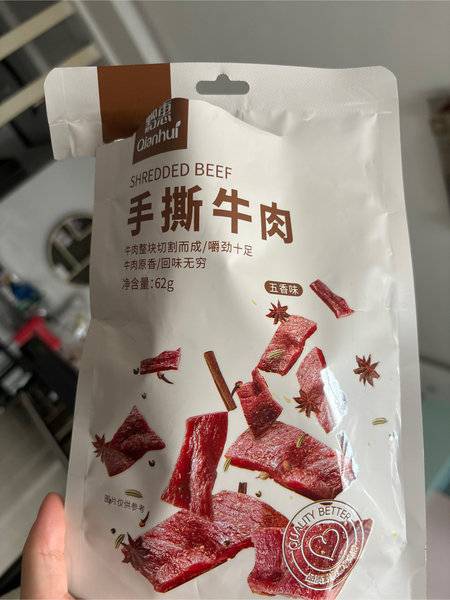 Qianhui
SHREDDED BEEF
手撕牛肉
牛肉整块切割而成/嚼劲十足
牛肉原香/回味无穷
净含量:62g
五香味
图片仅供参考
QUALITY BETTER